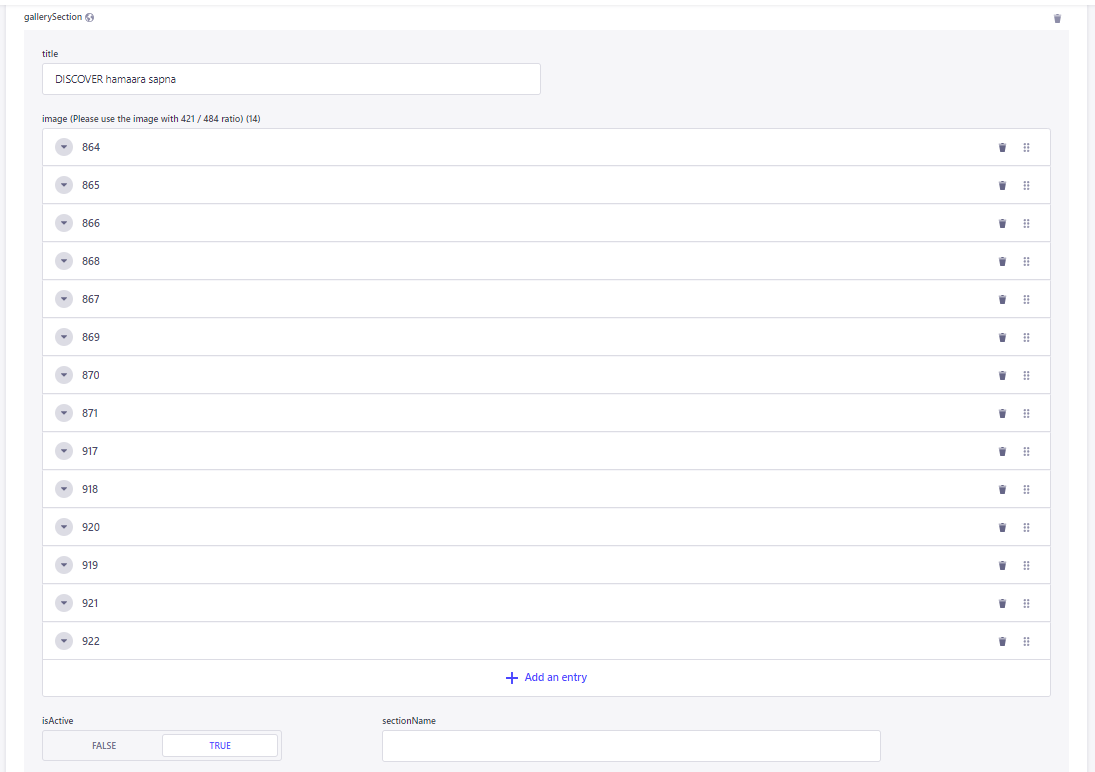 gallerySection
title
DISCOVER hamaara sapna
image (Please use the image with 421 / 484 ratio) (14)
864
865
866
868
867
869
870
871
917
918
920
919
921
922
Add an entry
isActive
sectionName
FALSE
TRUE